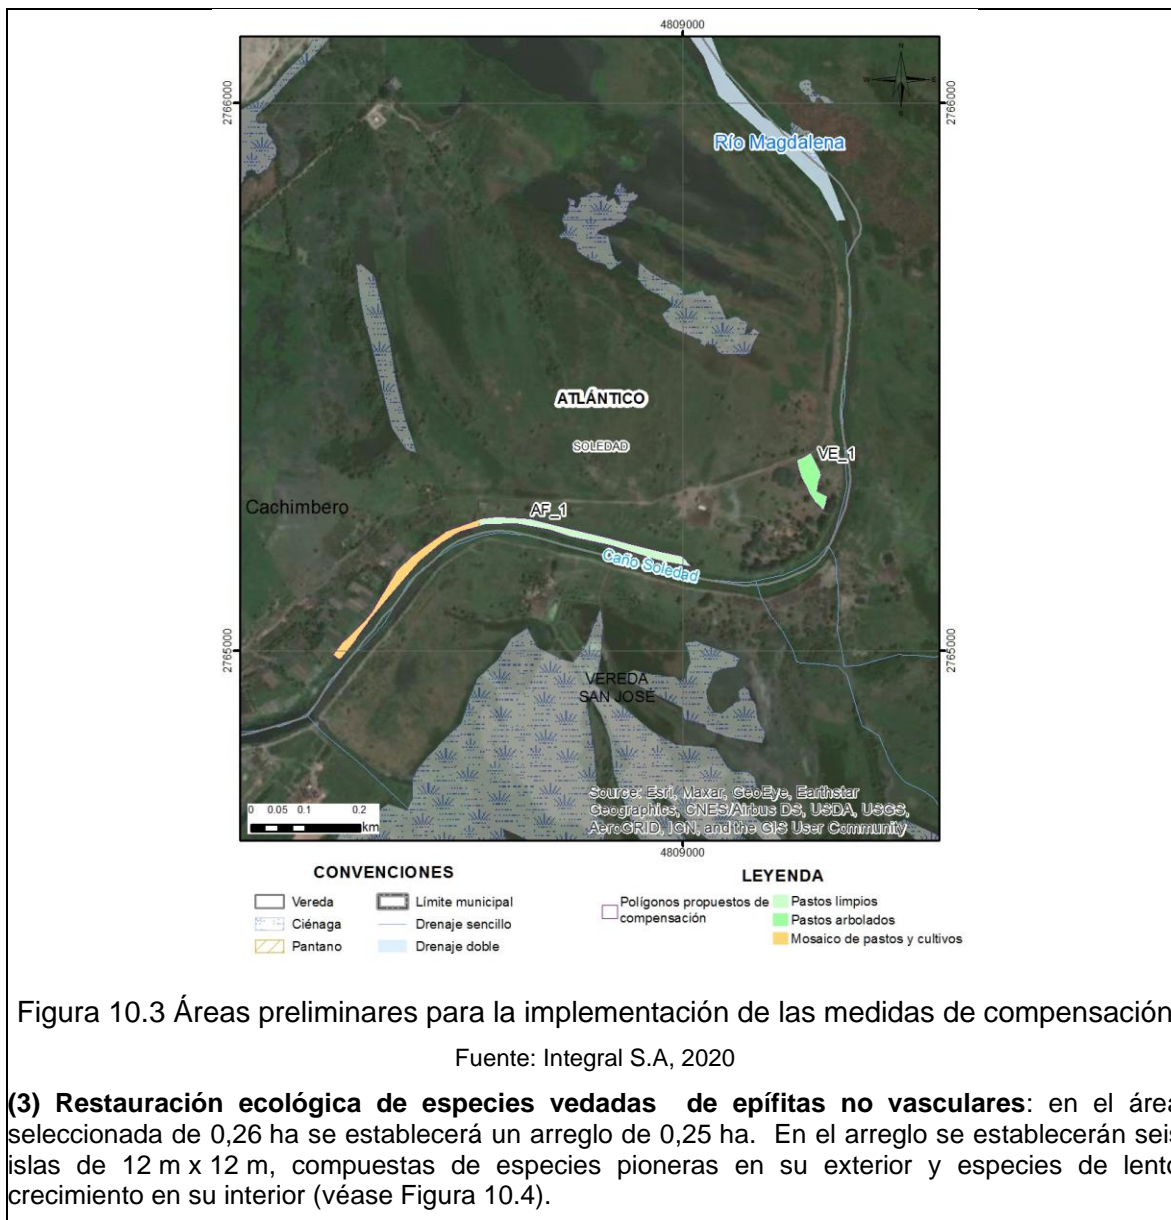 4809000
2766000
2766000
N
W
E
S
Río Magdalena
ATLÁNTICO
SOLEDAD
VE_1
Cachimbero
AF_1
Caño Soledad
2765000
2765000
VEREDA
SAN JOSÉ
Source: Esri, Maxar, GeoEye, Earthstar
Geographics, CNES/Airbus DS, USDA, USGS,
AeroGRID, IGN, and the GIS User Community
0 0.05 0.1 0.2
km
4809000
CONVENCIONES
Vereda
Límite municipal
Ciénaga
Drenaje sencillo
Pantano
Drenaje doble
LEYENDA
Polígonos propuestos de
compensación
Pastos limpios
Pastos arbolados
Mosaico de pastos y cultivos
Figura 10.3 Áreas preliminares para la implementación de las medidas de compensación
Fuente: Integral S.A, 2020
(3) Restauración ecológica de especies vedadas de epífitas no vasculares: en el área
seleccionada de 0,26 ha se establecerá un arreglo de 0,25 ha. En el arreglo se establecerán seis
islas de 12 m x 12 m, compuestas de especies pioneras en su exterior y especies de lento
crecimiento en su interior (véase Figura 10.4).